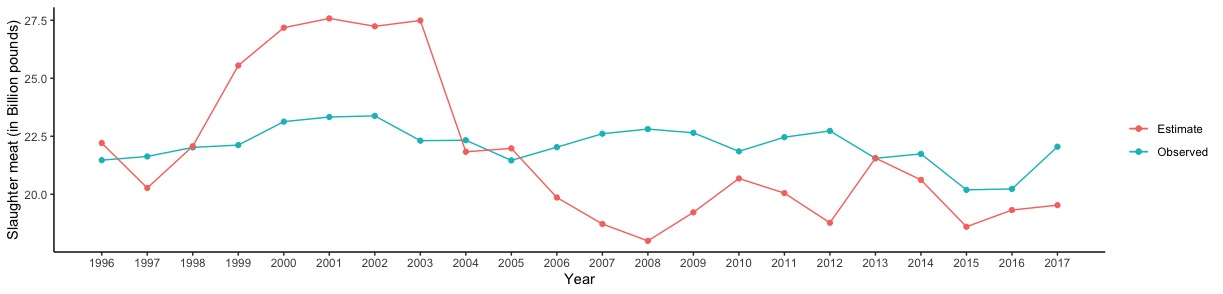 Slaughter meat (in Billion pounds)
27.5
25.0
22.5
20.0
1996 1997 1998 1999 2000 2001 2002 2003 2004 2005 2006 2007 2008 2009 2010 2011 2012 2013 2014 2015 2016 2017
Year
Estimate
Observed